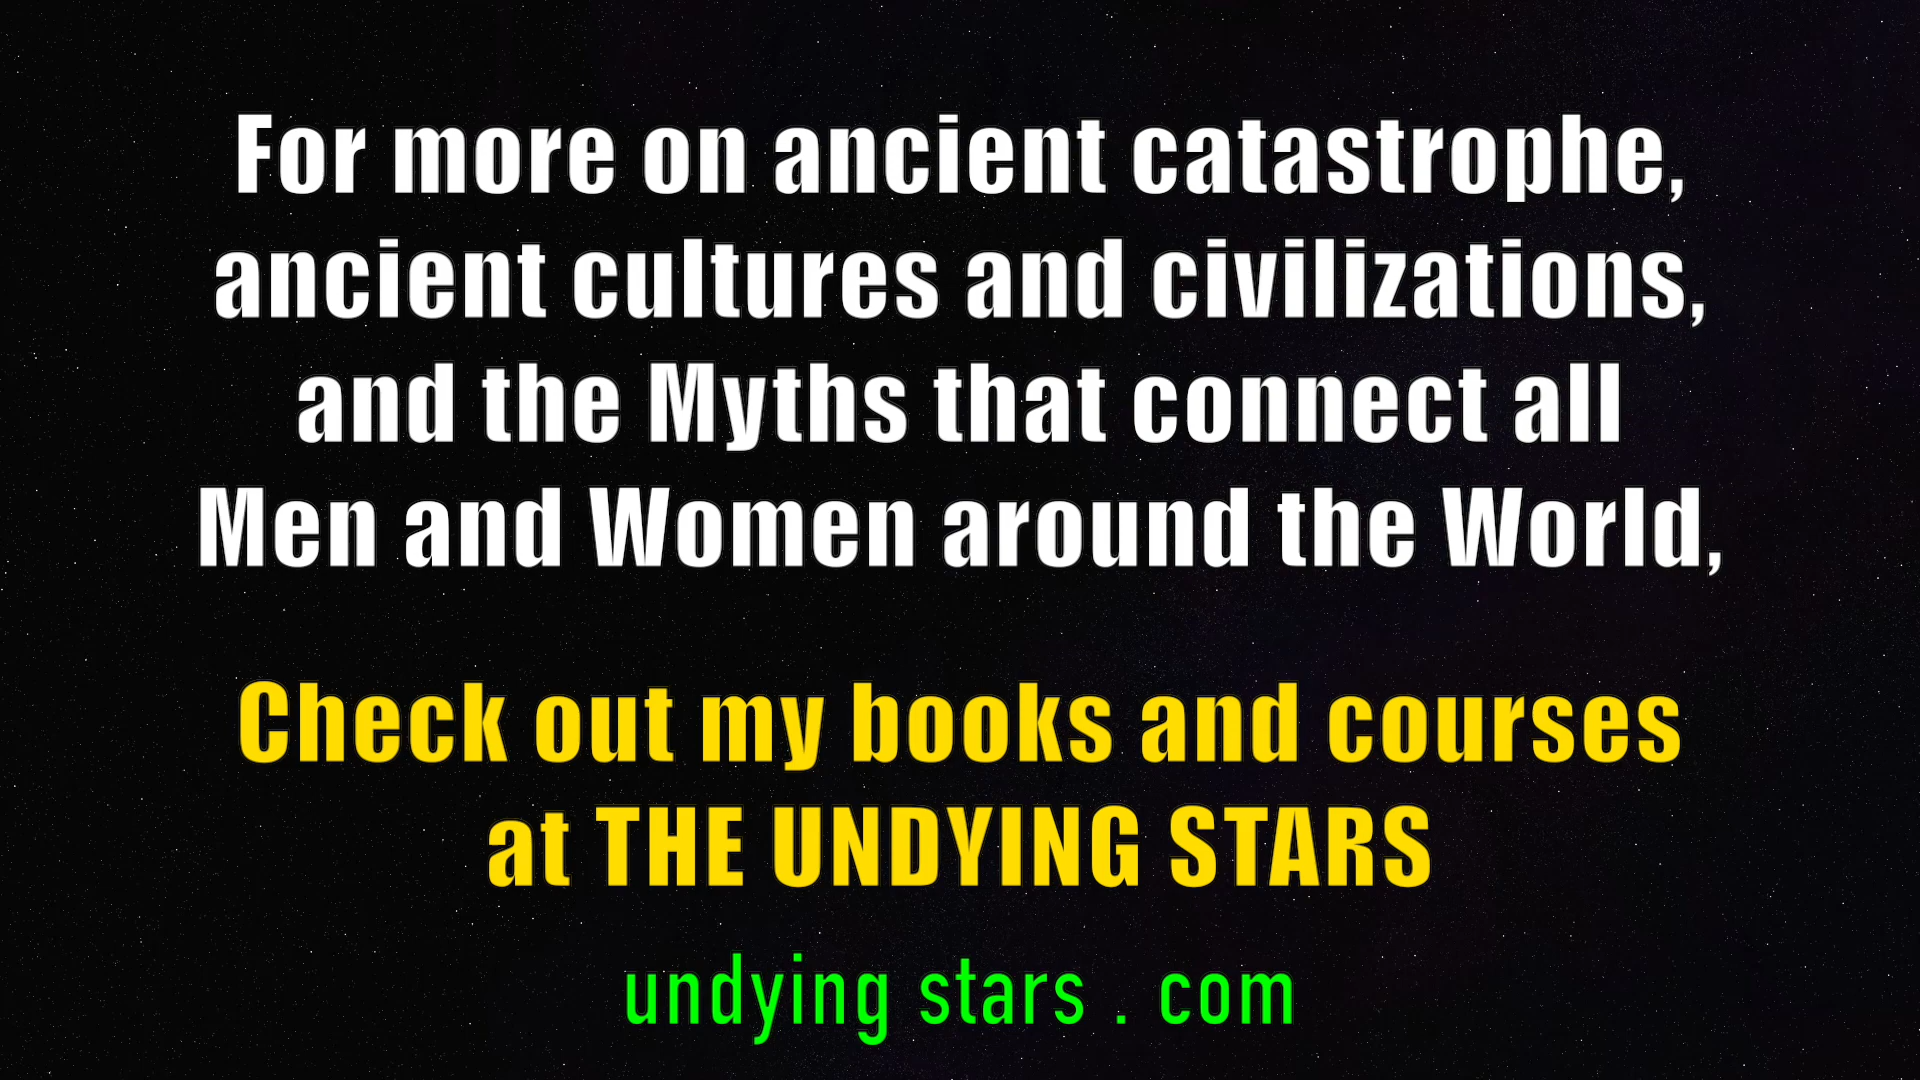 For more on ancient catastrophe,
ancient cultures and civilizations,
and the Myths that connect all
Men and Women around the World,
Check out my books and courses
at THE UNDYING STARS
undying stars . com